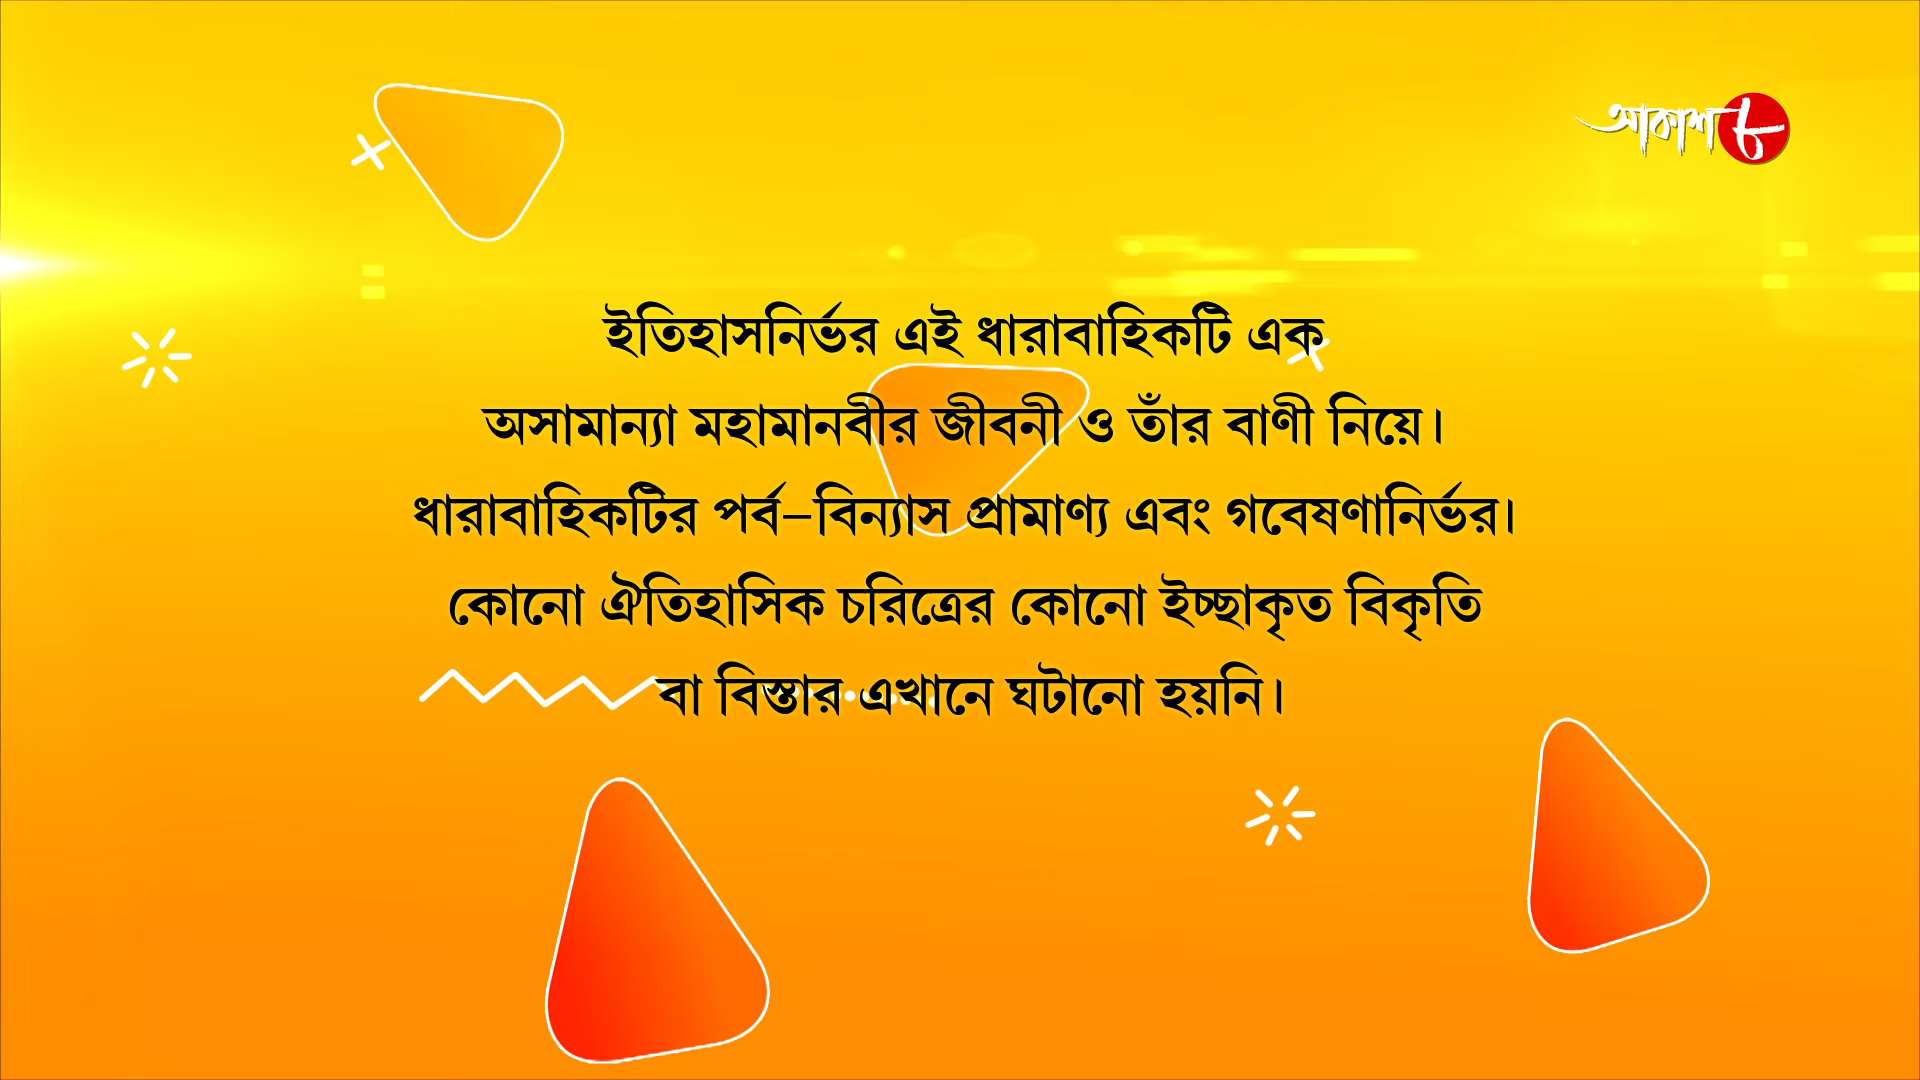 আকাশ ৮
ইতিহাসনির্ভর এই ধারাবাহিকটি এক
অসামান্যা মহামানবীর জীবনী ও তাঁর বাণী নিয়ে।
ধারাবাহিকটির পর্ব–বিন্যাস প্রামাণ্য এবং গবেষণানির্ভর।
কোনো ঐতিহাসিক চরিত্রের কোনো ইচ্ছাকৃত বিকৃতি
বা বিস্তার এখানে ঘটানো হয়নি।